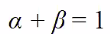 α + β = 1